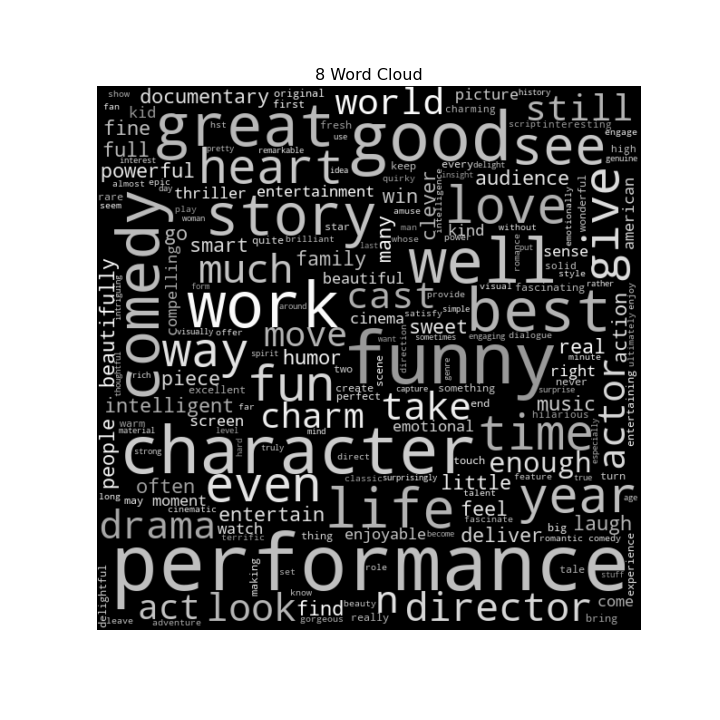 8 Word Cloud
show documentary original first world picture history still
fan kid great good see charming script interesting
fine hst fresh use engage
full heart pretty remarkable idea keep every delight high genuine
powerful interest almost epic day thriller entertainment quirky win clever insight intelligence audience
rare seem play woman story star many amuse man whose power love kind without emotionally wonderful give american
comedy go smart quite brilliant last well romance put sense
compelling much family solid style
beautifully intriguing form beautiful cast provide visual fascinating rather
work around cinema satisfy simple best action ultimately enjoy
visually offer move direction sweet engaging dialogue
way spirit humor want funny sometimes genre real minute
thoughtful rich piece two scene right never
excellent fun create perfect capture something surprise actor entertaining
intelligent far charm take end music hilarious
people warm material screen mind emotional time especially
strong character level hard truly direct touch enough
long often even classic surprisingly little feature true turn
may moment cinematic life talent feel year age
drama entertain fascinate big laugh
watch terrific thing enjoyable become deliver romantic comedy experience
performance
delightful making set role tale stuff
act look know find beauty n director come
leave adventure gorgeous really bring